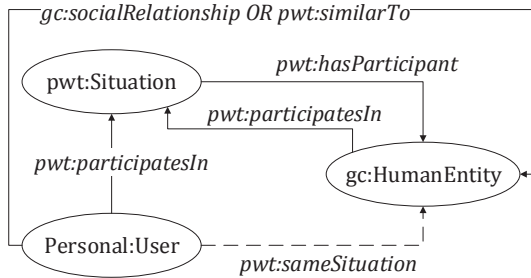 gc:socialRelationship OR pwt:similarTo
pwt:Situation
pwt:hasParticipant
pwt:participatesIn
pwt:participatesIn
gc:HumanEntity
Personal:User
pwt:sameSituation